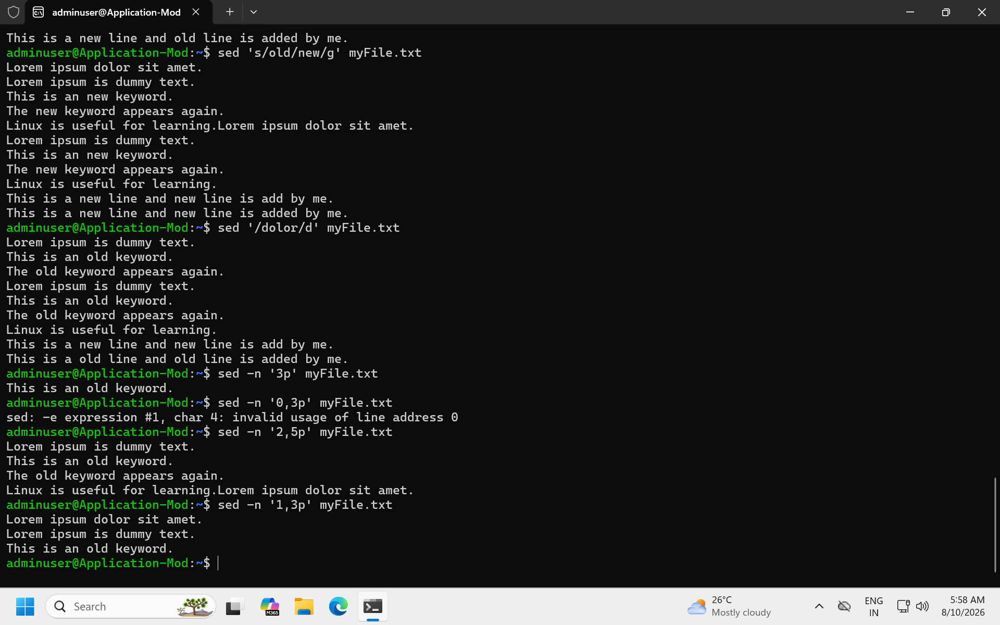 adminuser@Application-Mod
This is a new line and old line is added by me.
adminuser@Application-Mod:~$ sed 's/old/new/g' myFile.txt
Lorem ipsum dolor sit amet.
Lorem ipsum is dummy text.
This is an new keyword.
The new keyword appears again.
Linux is useful for learning.Lorem ipsum dolor sit amet.
Lorem ipsum is dummy text.
This is an new keyword.
The new keyword appears again.
Linux is useful for learning.
This is a new line and new line is add by me.
This is a new line and new line is added by me.
adminuser@Application-Mod:~$ sed '/dolor/d' myFile.txt
Lorem ipsum is dummy text.
This is an old keyword.
The old keyword appears again.
Lorem ipsum is dummy text.
This is an old keyword.
The old keyword appears again.
Linux is useful for learning.
This is a new line and new line is add by me.
This is a old line and old line is added by me.
adminuser@Application-Mod:~$ sed -n '3p' myFile.txt
This is an old keyword.
adminuser@Application-Mod:~$ sed -n '0,3p' myFile.txt
sed: -e expression #1, char 4: invalid usage of line address 0
adminuser@Application-Mod:~$ sed -n '2,5p' myFile.txt
Lorem ipsum is dummy text.
This is an old keyword.
The old keyword appears again.
Linux is useful for learning.Lorem ipsum dolor sit amet.
adminuser@Application-Mod:~$ sed -n '1,3p' myFile.txt
Lorem ipsum dolor sit amet.
Lorem ipsum is dummy text.
This is an old keyword.
adminuser@Application-Mod:~$
Search
M365
26°C
Mostly cloudy
ENG
IN
5:58 AM
8/10/2026